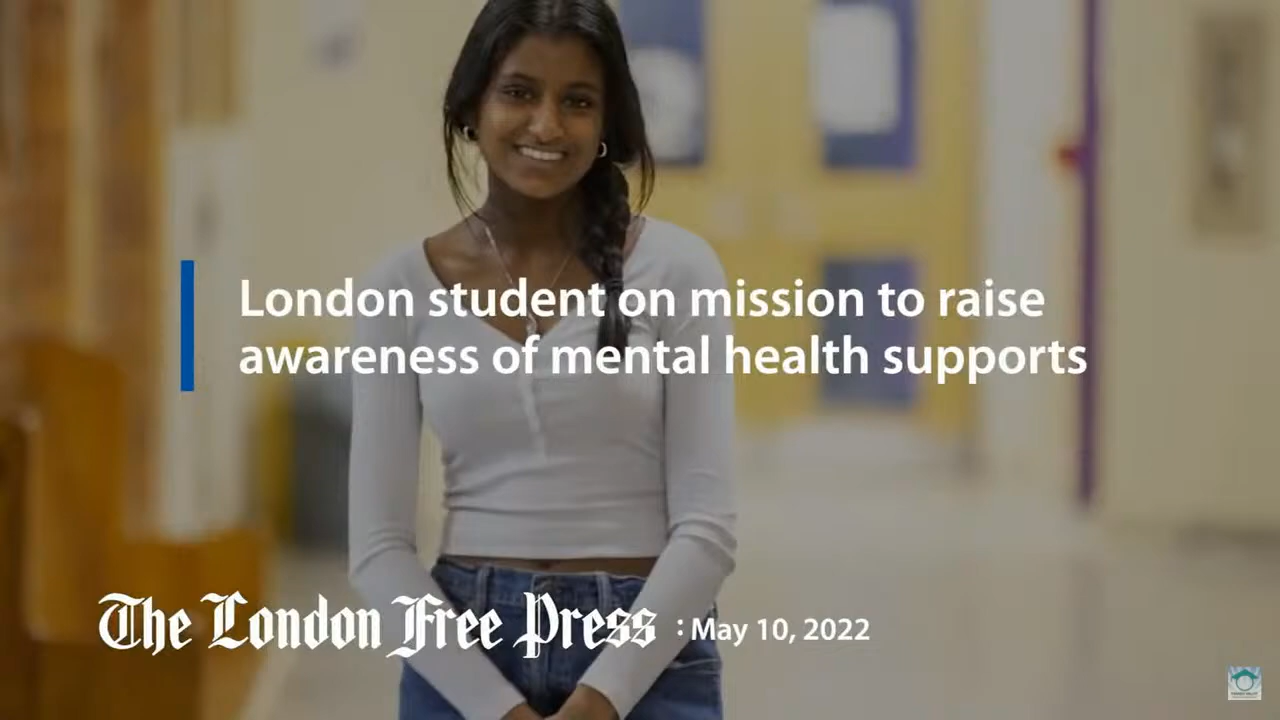 London student on mission to raise
awareness of mental health supports
The London Free Press : May 10, 2022